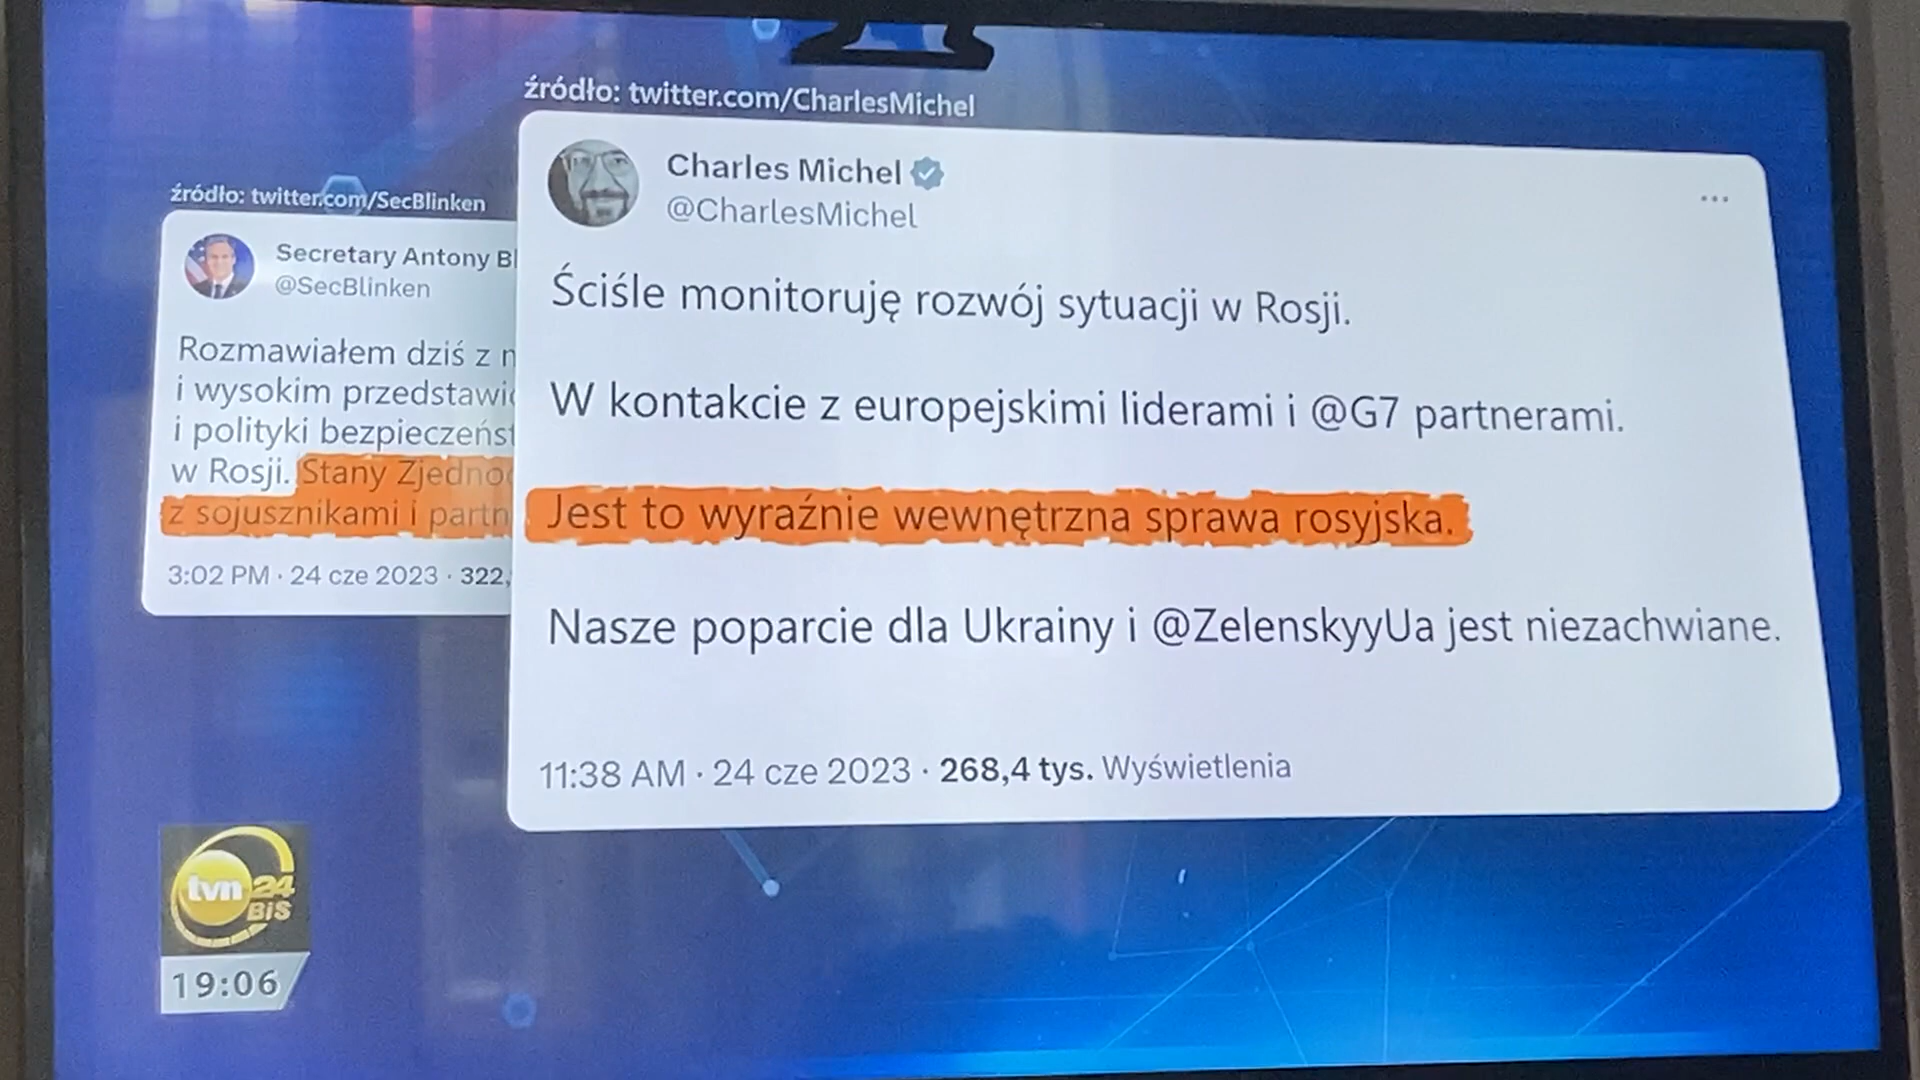 źródło: twitter.com/SecBlinken
Secretary Antony
@SecBlinken
Rozmawiałem dziś z
i wysokim
i polityki
w Rosji. Stany
z sojusznikami i
3:02 PM · 24 cze 2023 · 322,
źródło: twitter.com/CharlesMichel
Charles Michel
@CharlesMichel
Ściśle monitoruję rozwój sytuacji w Rosji.
W kontakcie z europejskimi liderami i @G7 partnerami.
Jest to wyraźnie wewnętrzna sprawa rosyjska.
Nasze poparcie dla Ukrainy i @ZelenskyyUa jest niezachwiane.
11:38 AM · 24 cze 2023 · 268,4 tys. Wyświetlenia
tvn 24
BiS
19:06